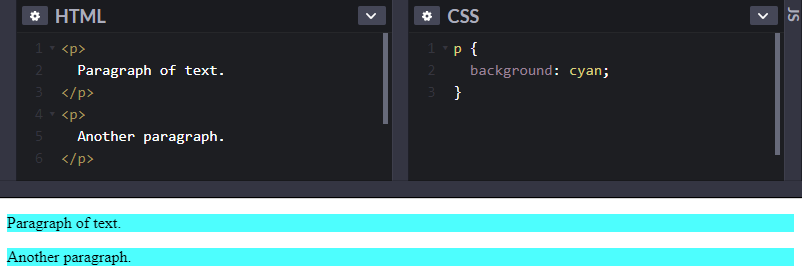 HTML
1 <p>
2 Paragraph of text.
3 </p>
4 <p>
5 Another paragraph.
6 </p>
CSS
1 p {
2 background: cyan;
3 }
JS
Paragraph of text.
Another paragraph.